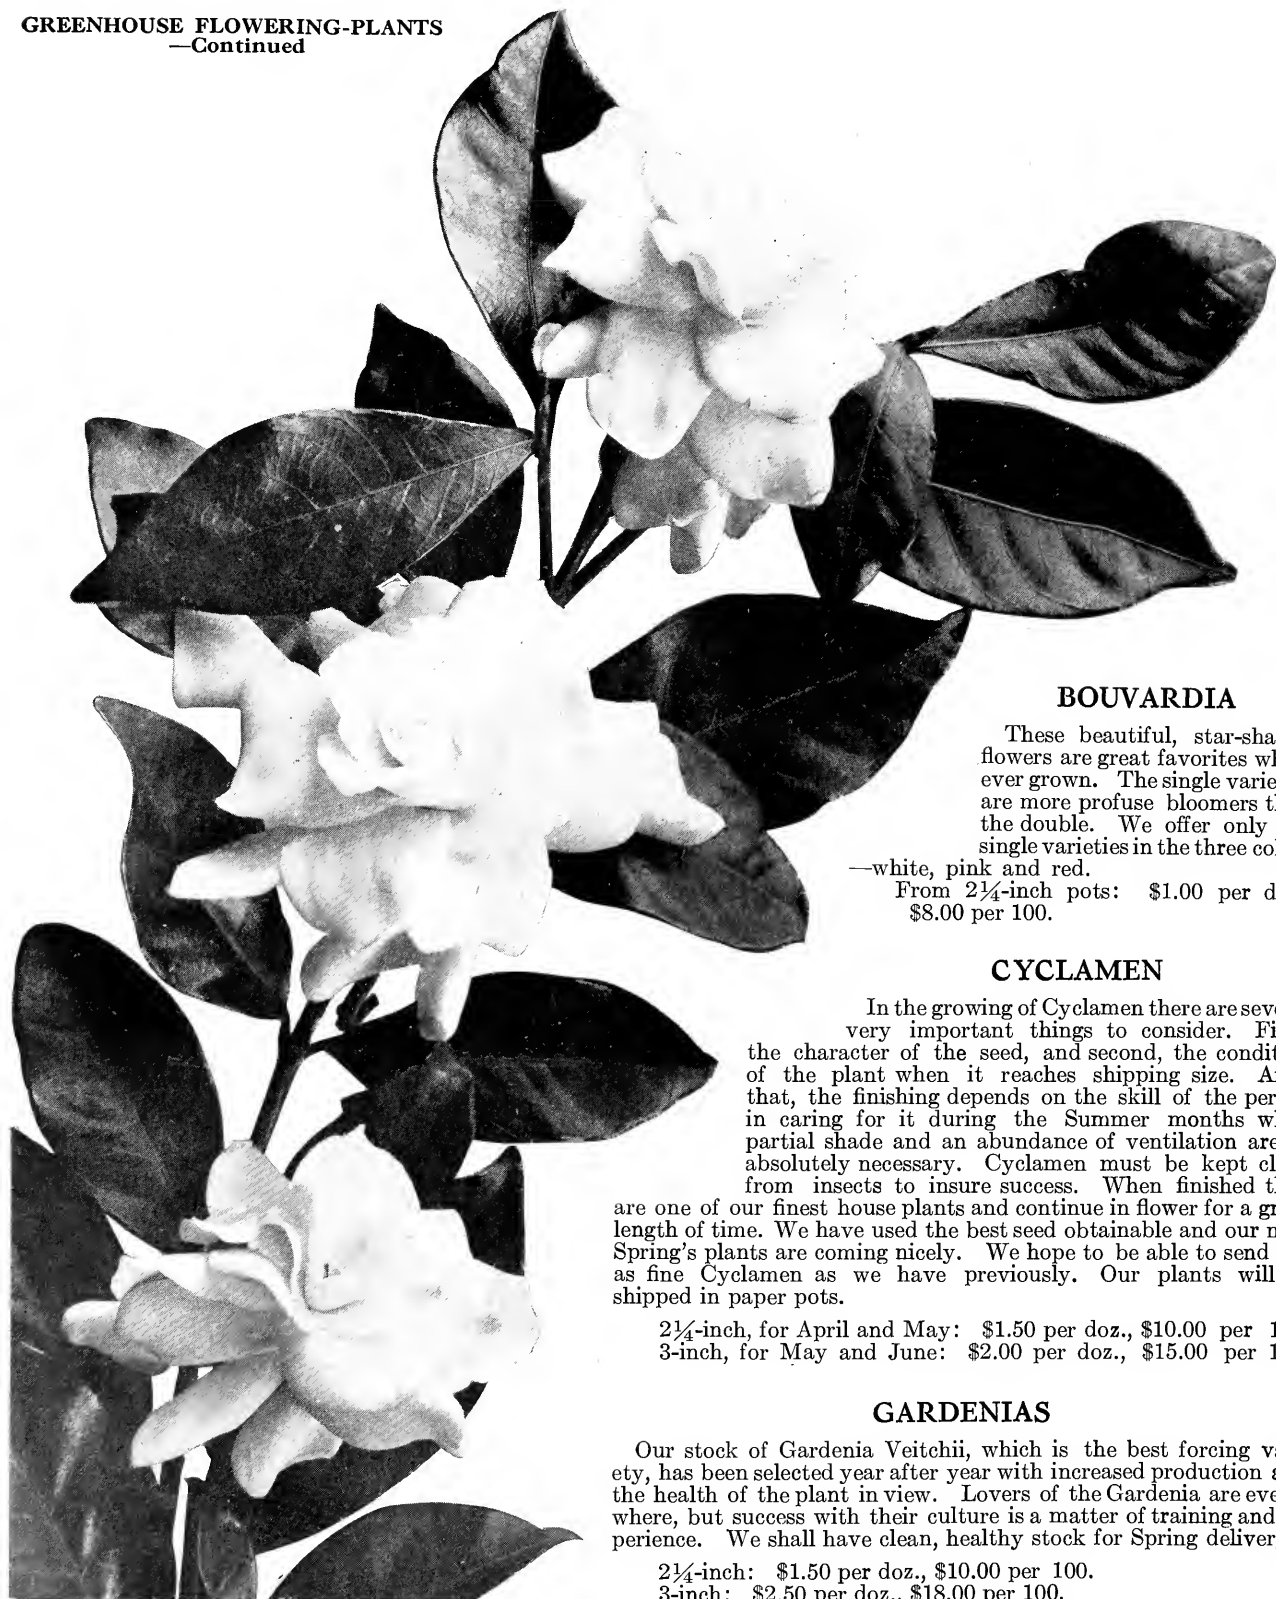 GREENHOUSE FLOWERING-PLANTS
—Continued
BOUVARDIA
These beautiful, star-sha
flowers are great favorites wh
ever grown. The single varie
are more profuse bloomers th
the double. We offer only
single varieties in the three col
—white, pink and red.
From 2¼-inch pots: $1.00 per d
$8.00 per 100.
CYCLAMEN
In the growing of Cyclamen there are seve
very important things to consider. Fi
the character of the seed, and second, the condit
of the plant when it reaches shipping size. Af
that, the finishing depends on the skill of the per
in caring for it during the Summer months w
partial shade and an abundance of ventilation are
absolutely necessary. Cyclamen must be kept cl
from insects to insure success. When finished th
are one of our finest house plants and continue in flower for a gr
length of time. We have used the best seed obtainable and our n
Spring's plants are coming nicely. We hope to be able to send
as fine Cyclamen as we have previously. Our plants will
shipped in paper pots.
2¼-inch, for April and May: $1.50 per doz., $10.00 per 1
3-inch, for May and June: $2.00 per doz., $15.00 per 1
GARDENIAS
Our stock of Gardenia Veitchii, which is the best forcing va
ety, has been selected year after year with increased production a
the health of the plant in view. Lovers of the Gardenia are eve
where, but success with their culture is a matter of training and
perience. We shall have clean, healthy stock for Spring deliver
2¼-inch: $1.50 per doz., $10.00 per 100.
3-inch: $2.50 per doz., $18.00 per 100.